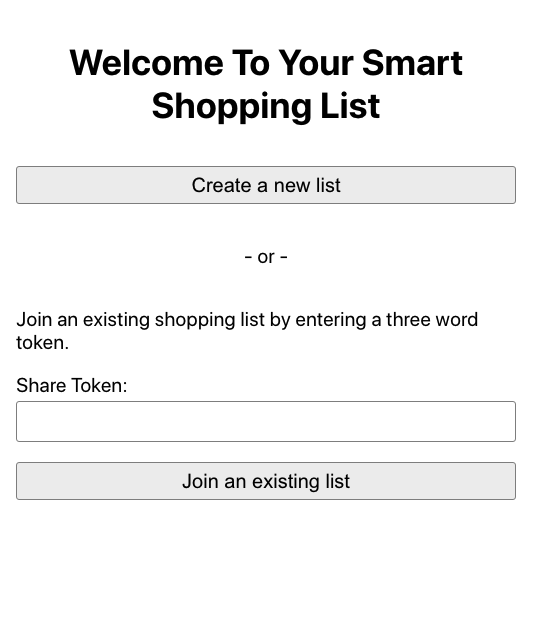 Welcome To Your Smart
Shopping List
Create a new list
- or -
Join an existing shopping list by entering a three word
token.
Share Token:
Join an existing list